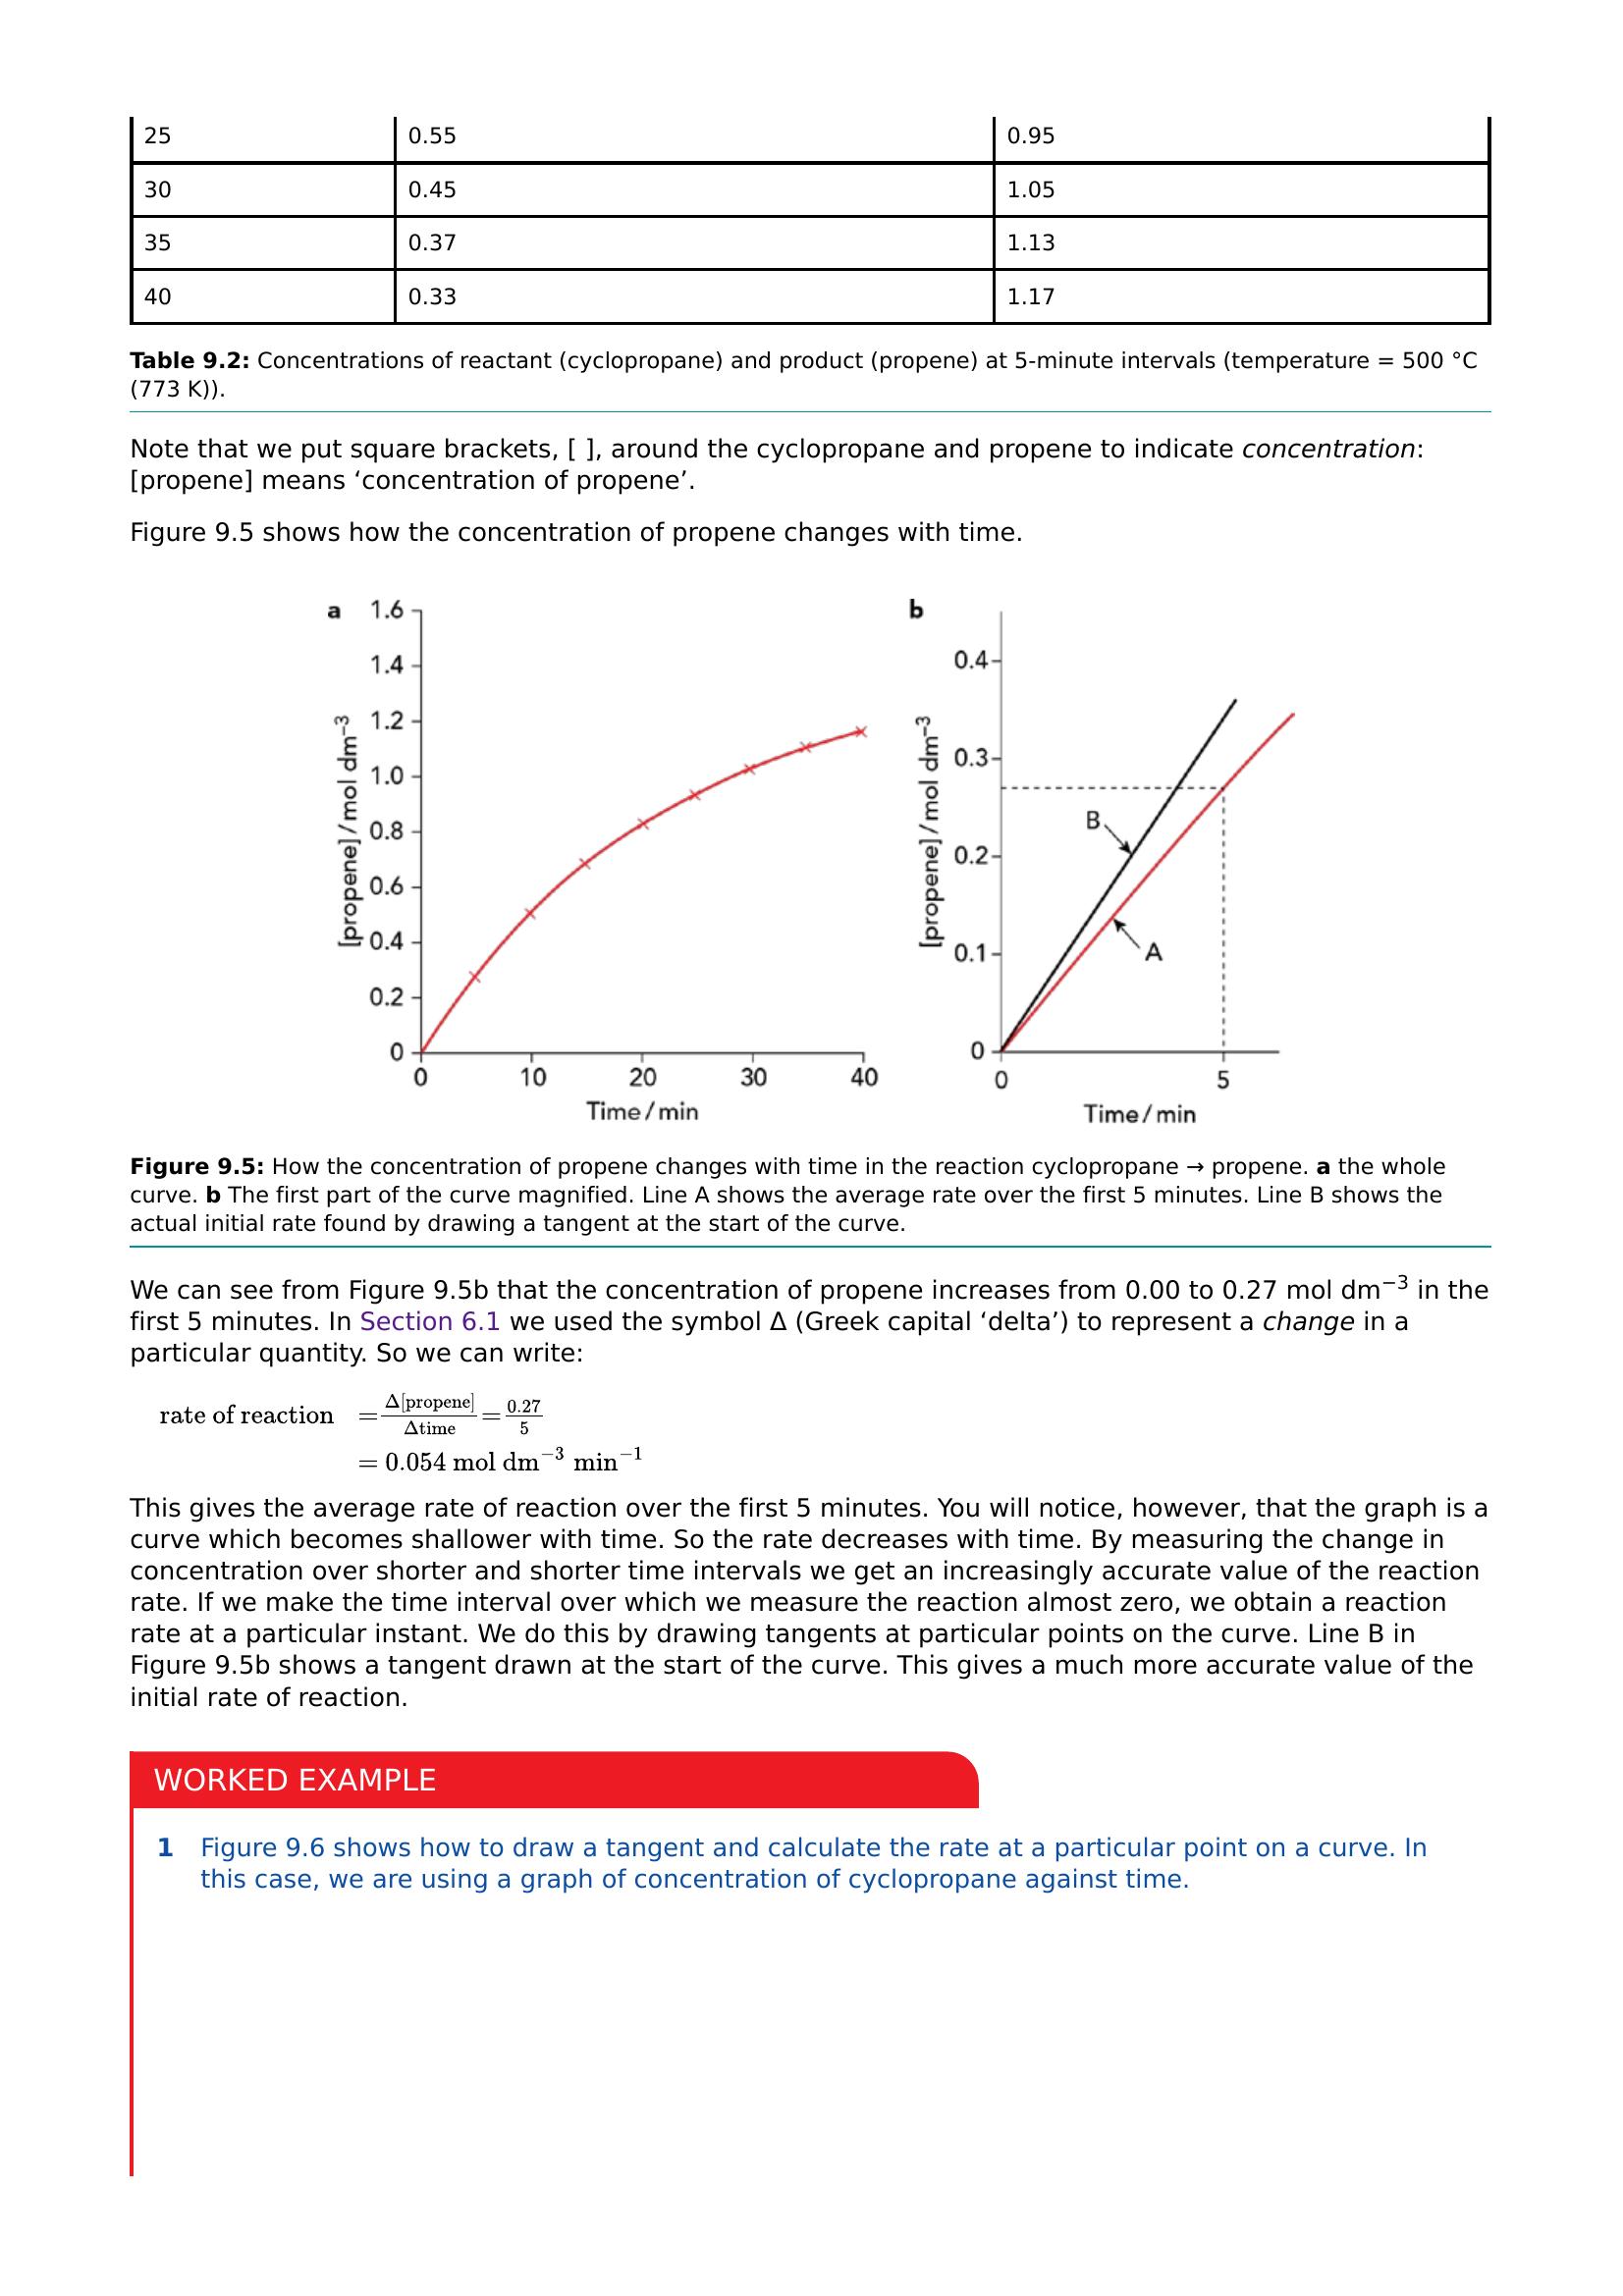 25 0.55 0.95
30 0.45 1.05
35 0.37 1.13
40 0.33 1.17
Table 9.2: Concentrations of reactant (cyclopropane) and product (propene) at 5-minute intervals (temperature = 500 °C
(773 K)).
Note that we put square brackets, [ ], around the cyclopropane and propene to indicate concentration:
[propene] means ‘concentration of propene’.
Figure 9.5 shows how the concentration of propene changes with time.
a
[propene]/mol dm⁻³
1.6
1.4
1.2
1.0
0.8
0.6
0.4
0.2
0
0 10 20 30 40
Time/min
b
[propene]/mol dm⁻³
0.4
0.3
B
0.2
0.1
A
0
0 5
Time/min
Figure 9.5: How the concentration of propene changes with time in the reaction cyclopropane → propene. a the whole
curve. b The first part of the curve magnified. Line A shows the average rate over the first 5 minutes. Line B shows the
actual initial rate found by drawing a tangent at the start of the curve.
We can see from Figure 9.5b that the concentration of propene increases from 0.00 to 0.27 mol dm⁻³ in the
first 5 minutes. In Section 6.1 we used the symbol Δ (Greek capital ‘delta’) to represent a change in a
particular quantity. So we can write:
rate of reaction = Δ[propene]/Δtime = 0.27/5
= 0.054 mol dm⁻³ min⁻¹
This gives the average rate of reaction over the first 5 minutes. You will notice, however, that the graph is a
curve which becomes shallower with time. So the rate decreases with time. By measuring the change in
concentration over shorter and shorter time intervals we get an increasingly accurate value of the reaction
rate. If we make the time interval over which we measure the reaction almost zero, we obtain a reaction
rate at a particular instant. We do this by drawing tangents at particular points on the curve. Line B in
Figure 9.5b shows a tangent drawn at the start of the curve. This gives a much more accurate value of the
initial rate of reaction.
WORKED EXAMPLE
1 Figure 9.6 shows how to draw a tangent and calculate the rate at a particular point on a curve. In
this case, we are using a graph of concentration of cyclopropane against time.